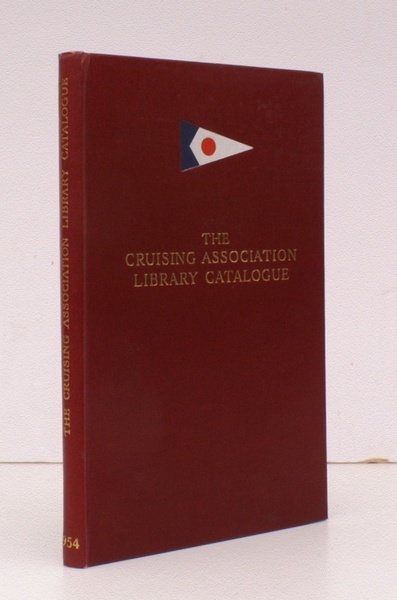 THE
CRUISING ASSOCIATION
LIBRARY CATALOGUE
THE CRUISING ASSOCIATION LIBRARY CATALOGUE
954